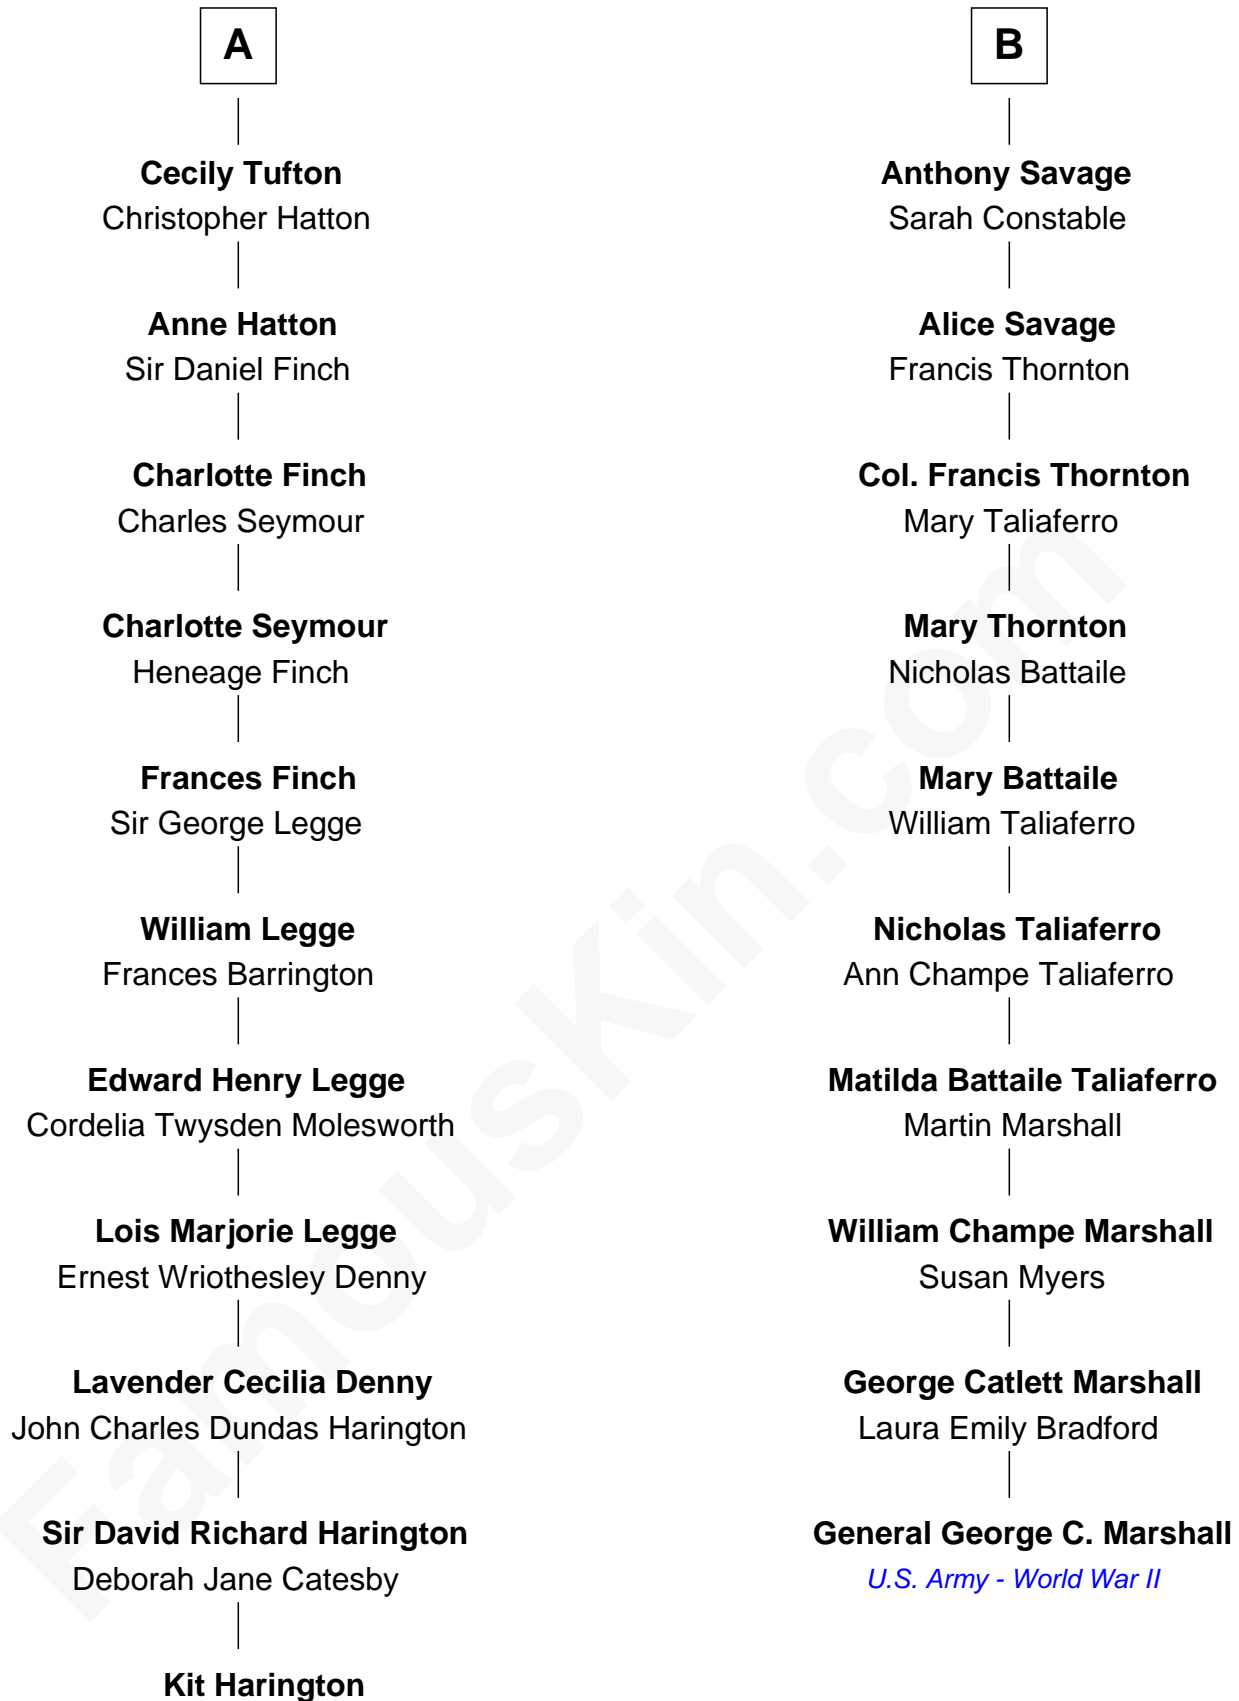 A
Cecily Tufton
Christopher Hatton
Anne Hatton
Sir Daniel Finch
Charlotte Finch
Charles Seymour
Charlotte Seymour
Heneage Finch
Frances Finch
Sir George Legge
William Legge
Frances Barrington
Edward Henry Legge
Cordelia Twysden Molesworth
Lois Marjorie Legge
Ernest Wriothesley Denny
Lavender Cecilia Denny
John Charles Dundas Harington
Sir David Richard Harington
Deborah Jane Catesby
Kit Harington
B
Anthony Savage
Sarah Constable
Alice Savage
Francis Thornton
Col. Francis Thornton
Mary Taliaferro
Mary Thornton
Nicholas Battaile
Mary Battaile
William Taliaferro
Nicholas Taliaferro
Ann Champe Taliaferro
Matilda Battaile Taliaferro
Martin Marshall
William Champe Marshall
Susan Myers
George Catlett Marshall
Laura Emily Bradford
General George C. Marshall
U.S. Army - World War II
FamousKin.com